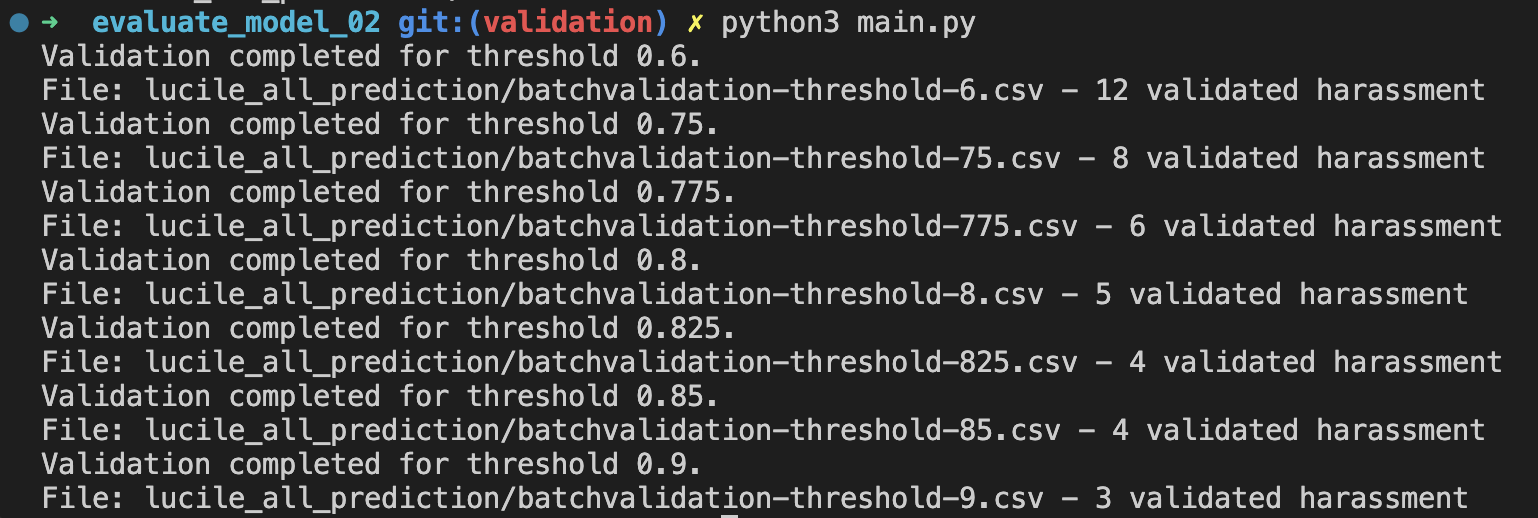 ➜ evaluate_model_02 git:(validation) ✗ python3 main.py
Validation completed for threshold 0.6.
File: lucile_all_prediction/batchvalidation-threshold-6.csv - 12 validated harassment
Validation completed for threshold 0.75.
File: lucile_all_prediction/batchvalidation-threshold-75.csv - 8 validated harassment
Validation completed for threshold 0.775.
File: lucile_all_prediction/batchvalidation-threshold-775.csv - 6 validated harassment
Validation completed for threshold 0.8.
File: lucile_all_prediction/batchvalidation-threshold-8.csv - 5 validated harassment
Validation completed for threshold 0.825.
File: lucile_all_prediction/batchvalidation-threshold-825.csv - 4 validated harassment
Validation completed for threshold 0.85.
File: lucile_all_prediction/batchvalidation-threshold-85.csv - 4 validated harassment
Validation completed for threshold 0.9.
File: lucile_all_prediction/batchvalidation-threshold-9.csv - 3 validated harassment